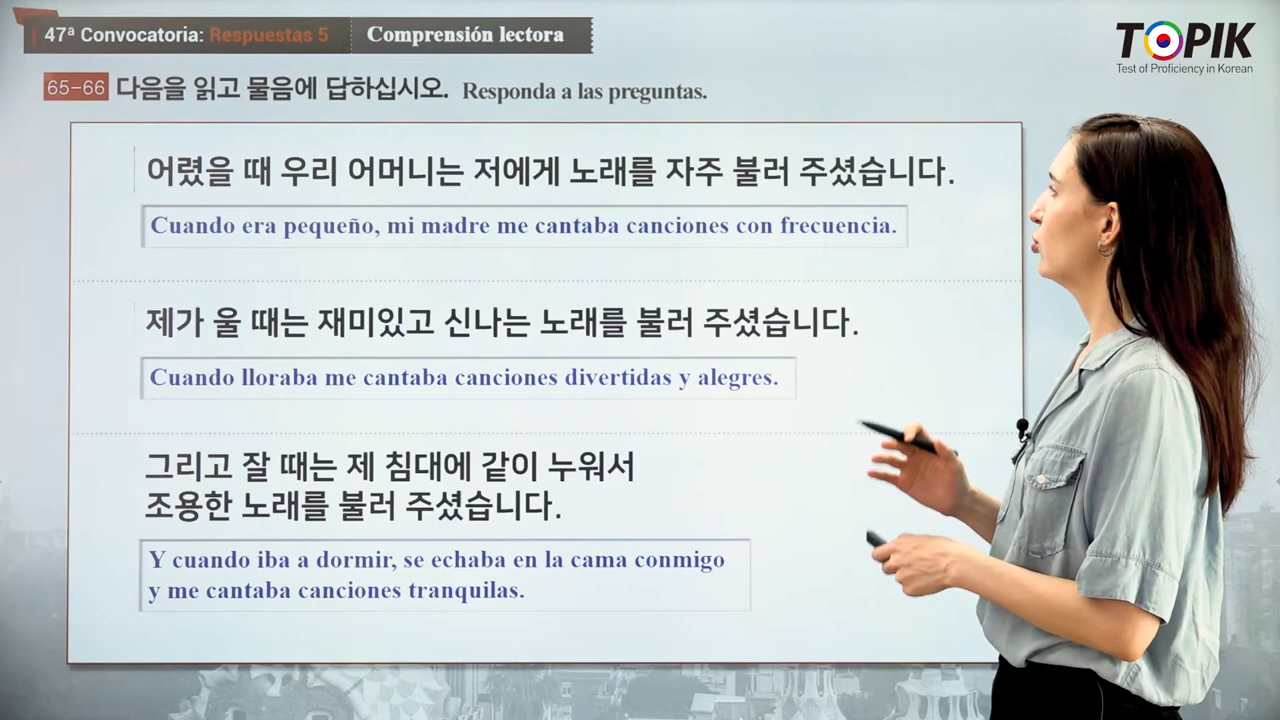 47ª Convocatoria: Respuestas 5 Comprensión lectora
TOPIK
Test of Proficiency in Korean
65-66 다음을 읽고 물음에 답하십시오. Responda a las preguntas.
어렸을 때 우리 어머니는 저에게 노래를 자주 불러 주셨습니다.
Cuando era pequeño, mi madre me cantaba canciones con frecuencia.
제가 울 때는 재미있고 신나는 노래를 불러 주셨습니다.
Cuando lloraba me cantaba canciones divertidas y alegres.
그리고 잘 때는 제 침대에 같이 누워서
조용한 노래를 불러 주셨습니다.
Y cuando iba a dormir, se echaba en la cama conmigo
y me cantaba canciones tranquilas.